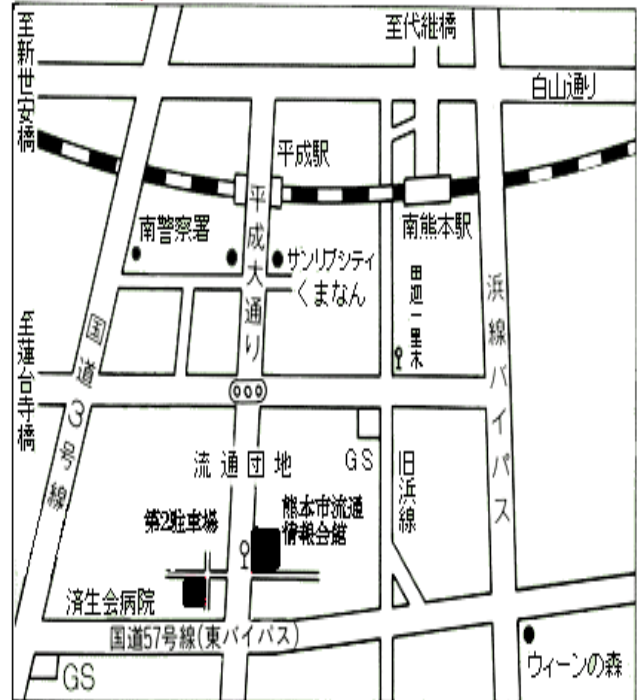 至新世安橋
至代継橋
白山通り
平成駅
南警察署
平成大通り
サンリブシティ
くまなん
南熊本駅
田迎一里木
浜線バイパス
至蓮台寺橋
国道3号線
流通団地
GS
旧浜線
第2駐車場
熊本市流通
情報会館
済生会病院
国道57号線(東バイパス)
GS
ウィーンの森